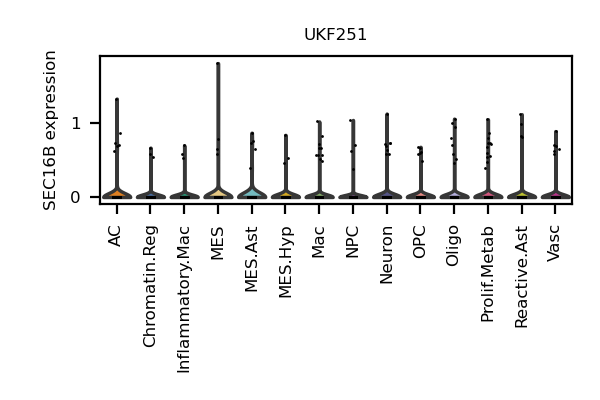 UKF251
SEC16B expression
1
0
AC
Chromatin.Reg
Inflammatory.Mac
MES
MES.Ast
MES.Hyp
Mac
NPC
Neuron
OPC
Oligo
Prolif.Metab
Reactive.Ast
Vasc